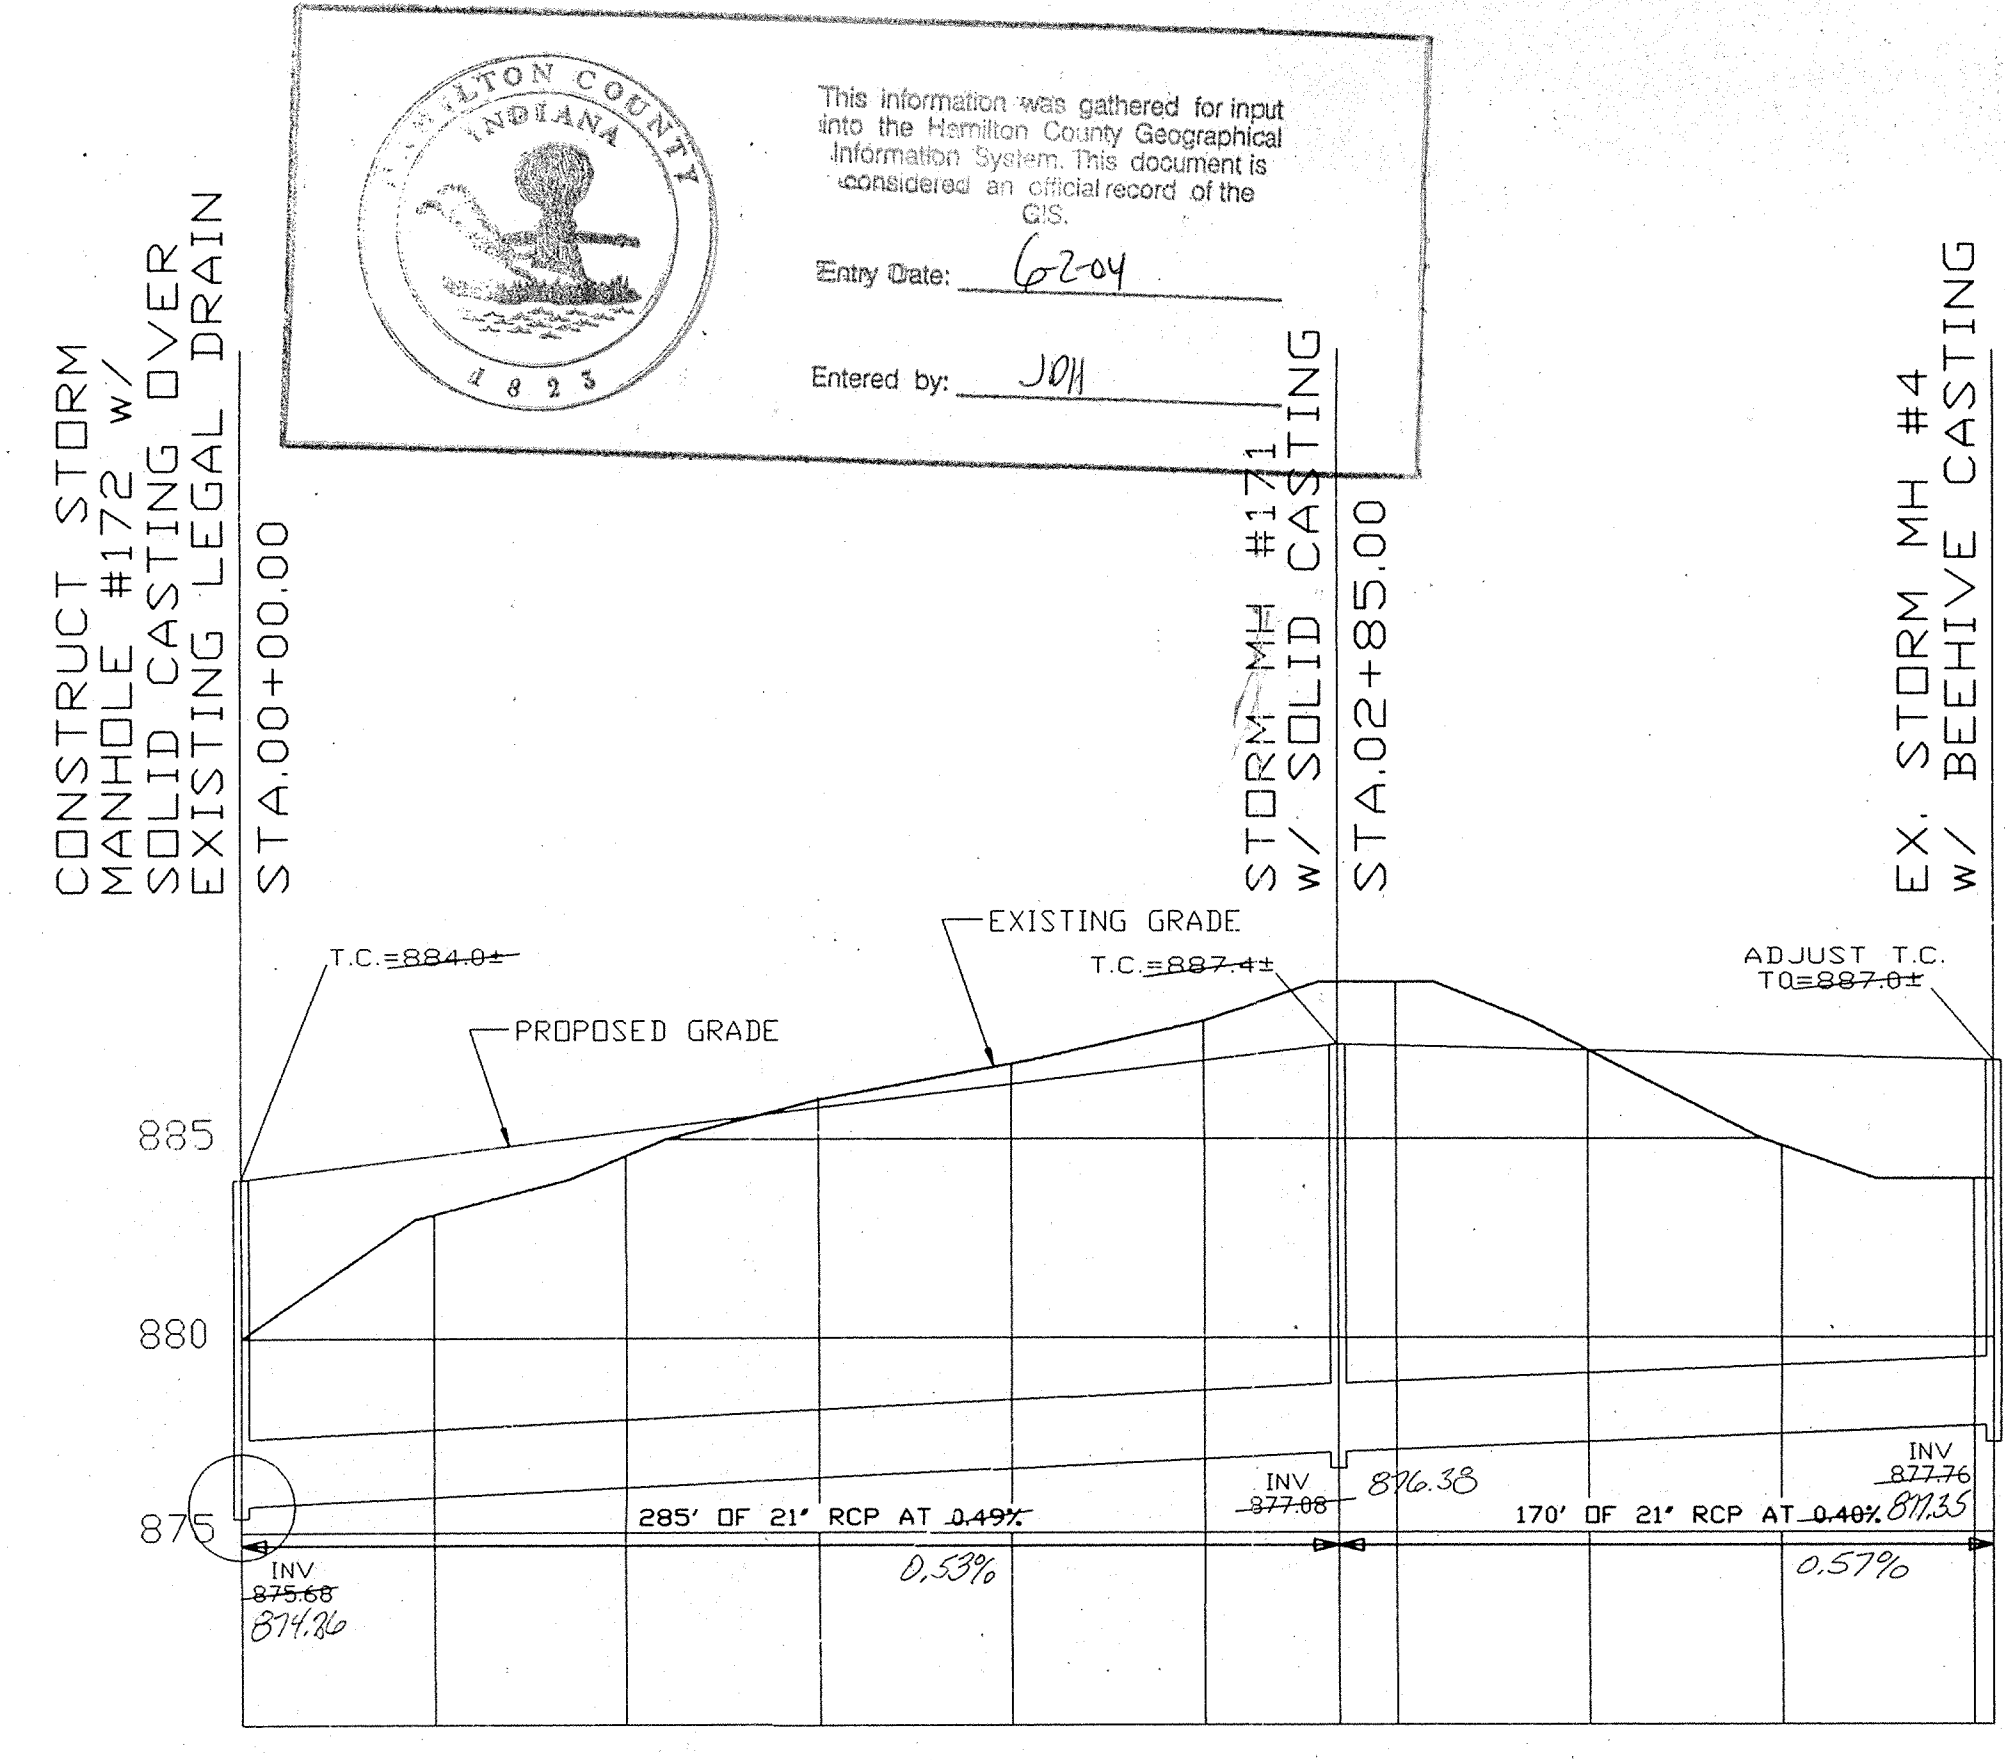 HAMILTON COUNTY
INDIANA
1823
This information was gathered for input
into the Hamilton County Geographical
Information System. This document is
considered an official record of the
GIS.
Entry Date: 6-2-04
Entered by: JDH
CONSTRUCT STORM
MANHOLE #172 W/
SOLID CASTING OVER
EXISTING LEGAL DRAIN
STA.00+00.00
STORM MH #171
W/ SOLID CASTING
STA.02+85.00
EX. STORM MH #4
W/ BEEHIVE CASTING
T.C.=884.0±
PROPOSED GRADE
EXISTING GRADE
T.C.=887.4±
ADJUST T.C.
TO=887.0±
885
880
875
INV
875.68
874.86
285' OF 21" RCP AT 0.49%
0.53%
INV
877.08
876.38
170' OF 21" RCP AT 0.40%
0.57%
INV
877.76
877.35